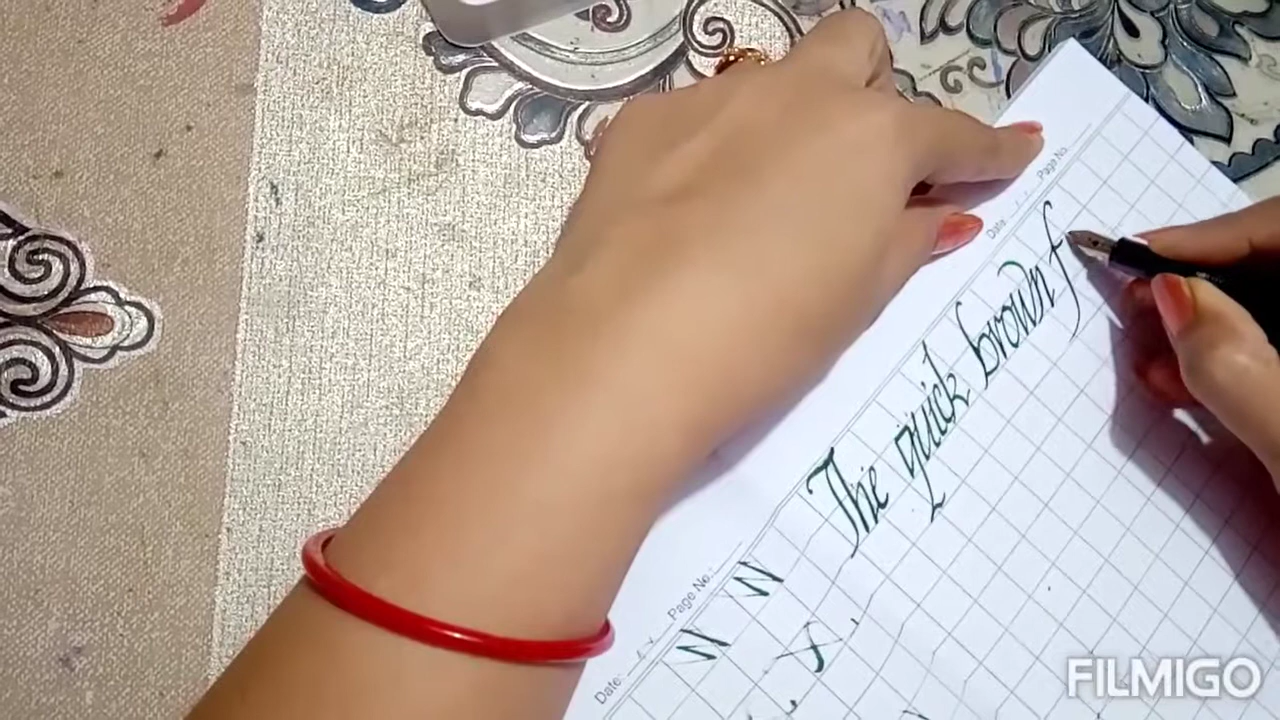 Date: / / Page No.
The quick brown f
Date: Page No.:
N N
X
FILMIGO